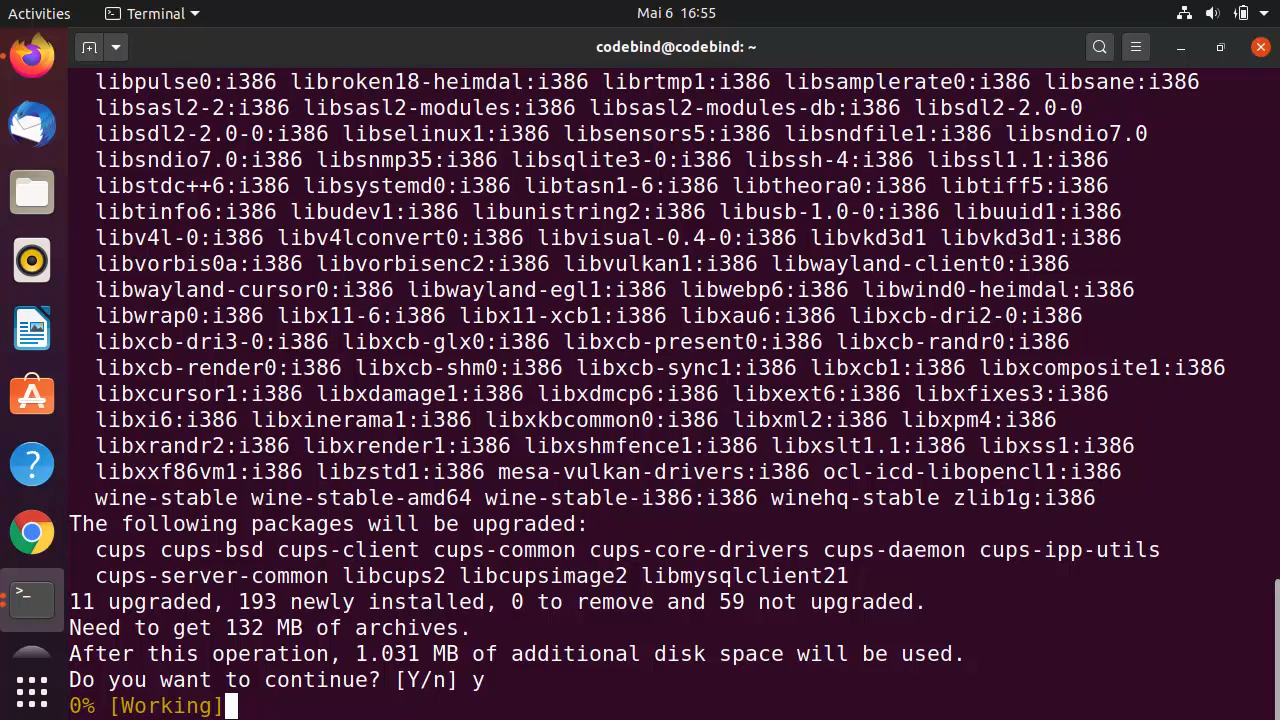 Activities Terminal Mai 6 16:55
codebind@codebind: ~
libpulse0:i386 libroken18-heimdal:i386 librtmp1:i386 libsamplerate0:i386 libsane:i386
libsasl2-2:i386 libsasl2-modules:i386 libsasl2-modules-db:i386 libsdl2-2.0-0
libsdl2-2.0-0:i386 libselinux1:i386 libsensors5:i386 libsndfile1:i386 libsndio7.0
libsndio7.0:i386 libsnmp35:i386 libsqlite3-0:i386 libssh-4:i386 libssl1.1:i386
libstdc++6:i386 libsystemd0:i386 libtasn1-6:i386 libtheora0:i386 libtiff5:i386
libtinfo6:i386 libudev1:i386 libunistring2:i386 libusb-1.0-0:i386 libuuid1:i386
libv4l-0:i386 libv4lconvert0:i386 libvisual-0.4-0:i386 libvkd3d1 libvkd3d1:i386
libvorbis0a:i386 libvorbisenc2:i386 libvulkan1:i386 libwayland-client0:i386
libwayland-cursor0:i386 libwayland-egl1:i386 libwebp6:i386 libwind0-heimdal:i386
libwrap0:i386 libx11-6:i386 libx11-xcb1:i386 libxau6:i386 libxcb-dri2-0:i386
libxcb-dri3-0:i386 libxcb-glx0:i386 libxcb-present0:i386 libxcb-randr0:i386
libxcb-render0:i386 libxcb-shm0:i386 libxcb-sync1:i386 libxcb1:i386 libxcomposite1:i386
libxcursor1:i386 libxdamage1:i386 libxdmcp6:i386 libxext6:i386 libxfixes3:i386
libxi6:i386 libxinerama1:i386 libxkbcommon0:i386 libxml2:i386 libxpm4:i386
libxrandr2:i386 libxrender1:i386 libxshmfence1:i386 libxslt1.1:i386 libxss1:i386
libxxf86vm1:i386 libzstd1:i386 mesa-vulkan-drivers:i386 ocl-icd-libopencl1:i386
wine-stable wine-stable-amd64 wine-stable-i386:i386 winehq-stable zlib1g:i386
The following packages will be upgraded:
cups cups-bsd cups-client cups-common cups-core-drivers cups-daemon cups-ipp-utils
cups-server-common libcups2 libcupsimage2 libmysqlclient21
11 upgraded, 193 newly installed, 0 to remove and 59 not upgraded.
Need to get 132 MB of archives.
After this operation, 1.031 MB of additional disk space will be used.
Do you want to continue? [Y/n] y
0% [Working]